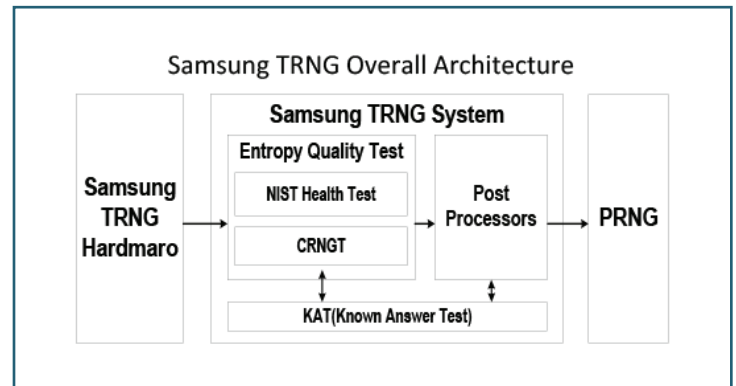 Samsung TRNG Overall Architecture
Samsung
TRNG
Hardmaro
Samsung TRNG System
Entropy Quality Test
NIST Health Test
CRNGT
Post
Processors
KAT(Known Answer Test)
PRNG